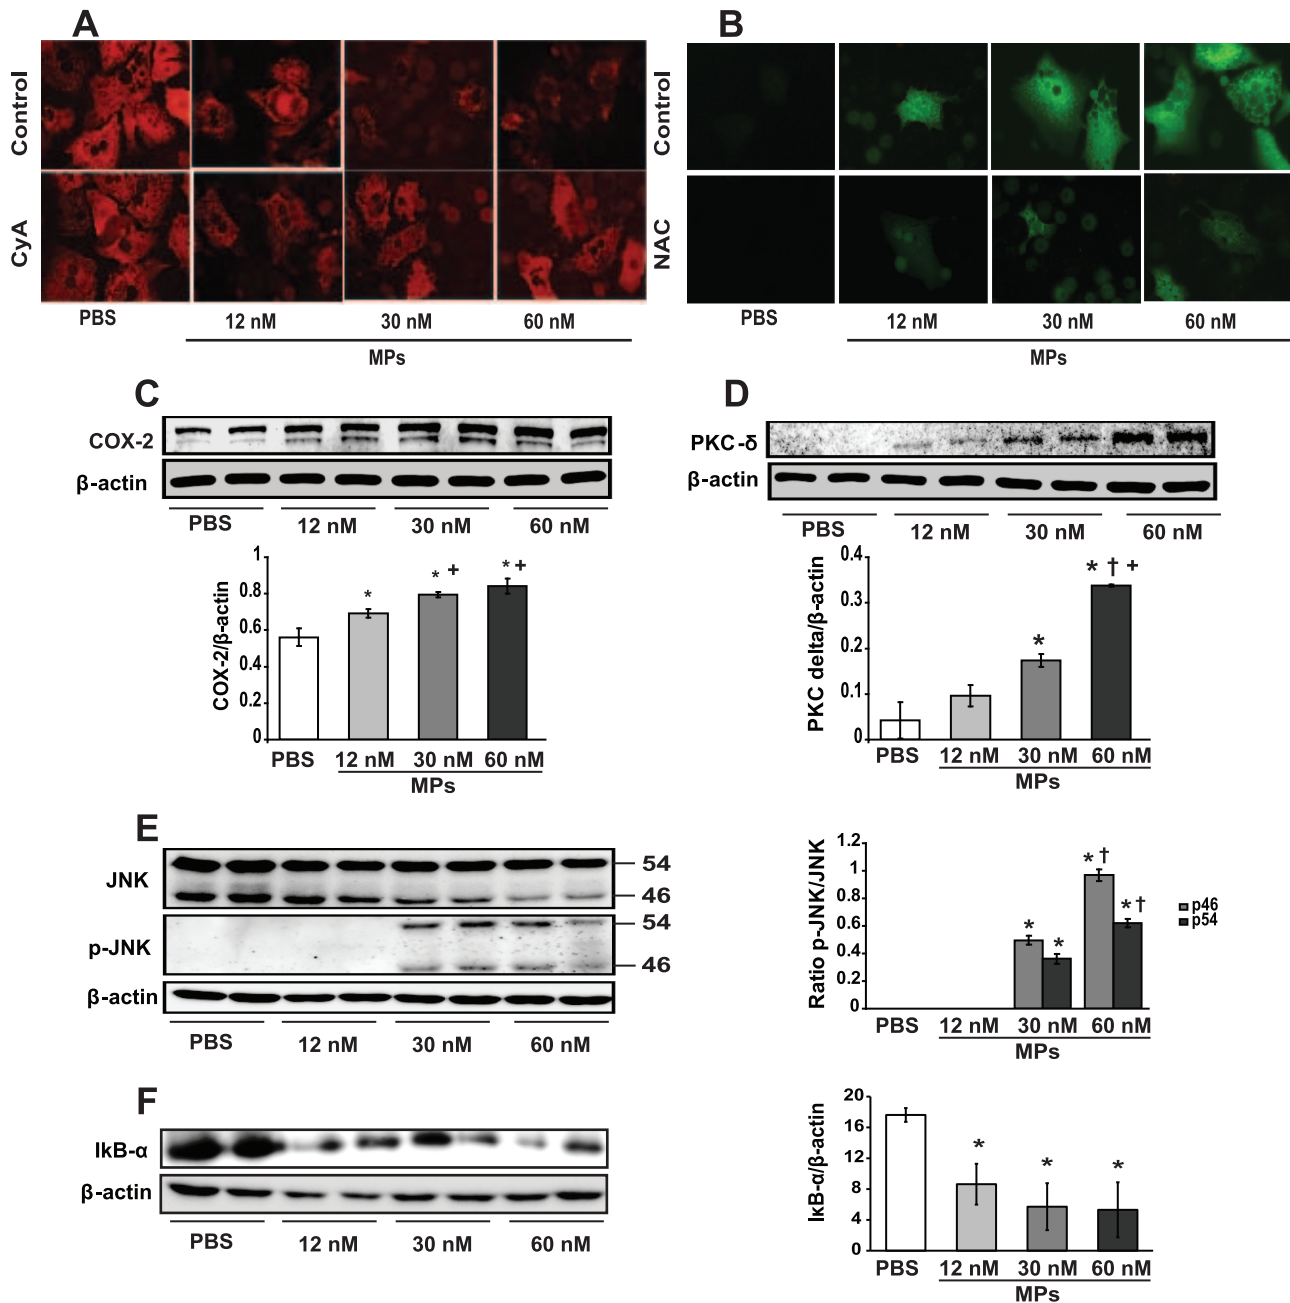 A
Control
CyA
PBS
12 nM
30 nM
60 nM
MPs
B
Control
NAC
PBS
12 nM
30 nM
60 nM
MPs
C
COX-2
β-actin
PBS
12 nM
30 nM
60 nM
COX-2/β-actin
1
0.8
0.6
0.4
0.2
0
*
* +
* +
PBS
12 nM
30 nM
60 nM
MPs
D
PKC-δ
β-actin
PBS
12 nM
30 nM
60 nM
PKC delta/β-actin
0.4
0.3
0.2
0.1
0
*
* † +
PBS
12 nM
30 nM
60 nM
MPs
E
JNK
54
46
p-JNK
54
46
β-actin
PBS
12 nM
30 nM
60 nM
Ratio p-JNK/JNK
1.2
1
0.8
0.6
0.4
0.2
0
*
*
* †
* †
p46
p54
PBS
12 nM
30 nM
60 nM
MPs
F
IkB-α
β-actin
PBS
12 nM
30 nM
60 nM
IκB-α/β-actin
20
16
12
8
4
0
*
*
*
PBS
12 nM
30 nM
60 nM
MPs